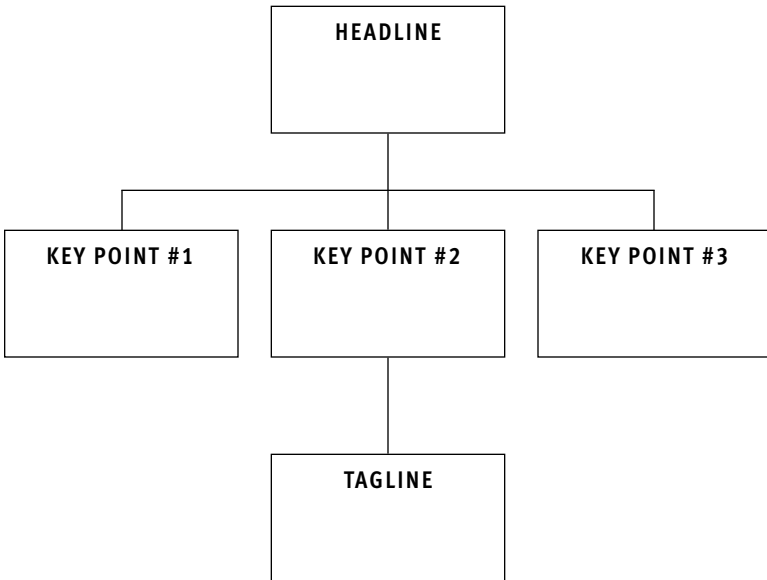 HEADLINE
KEY POINT #1
KEY POINT #2
KEY POINT #3
TAGLINE